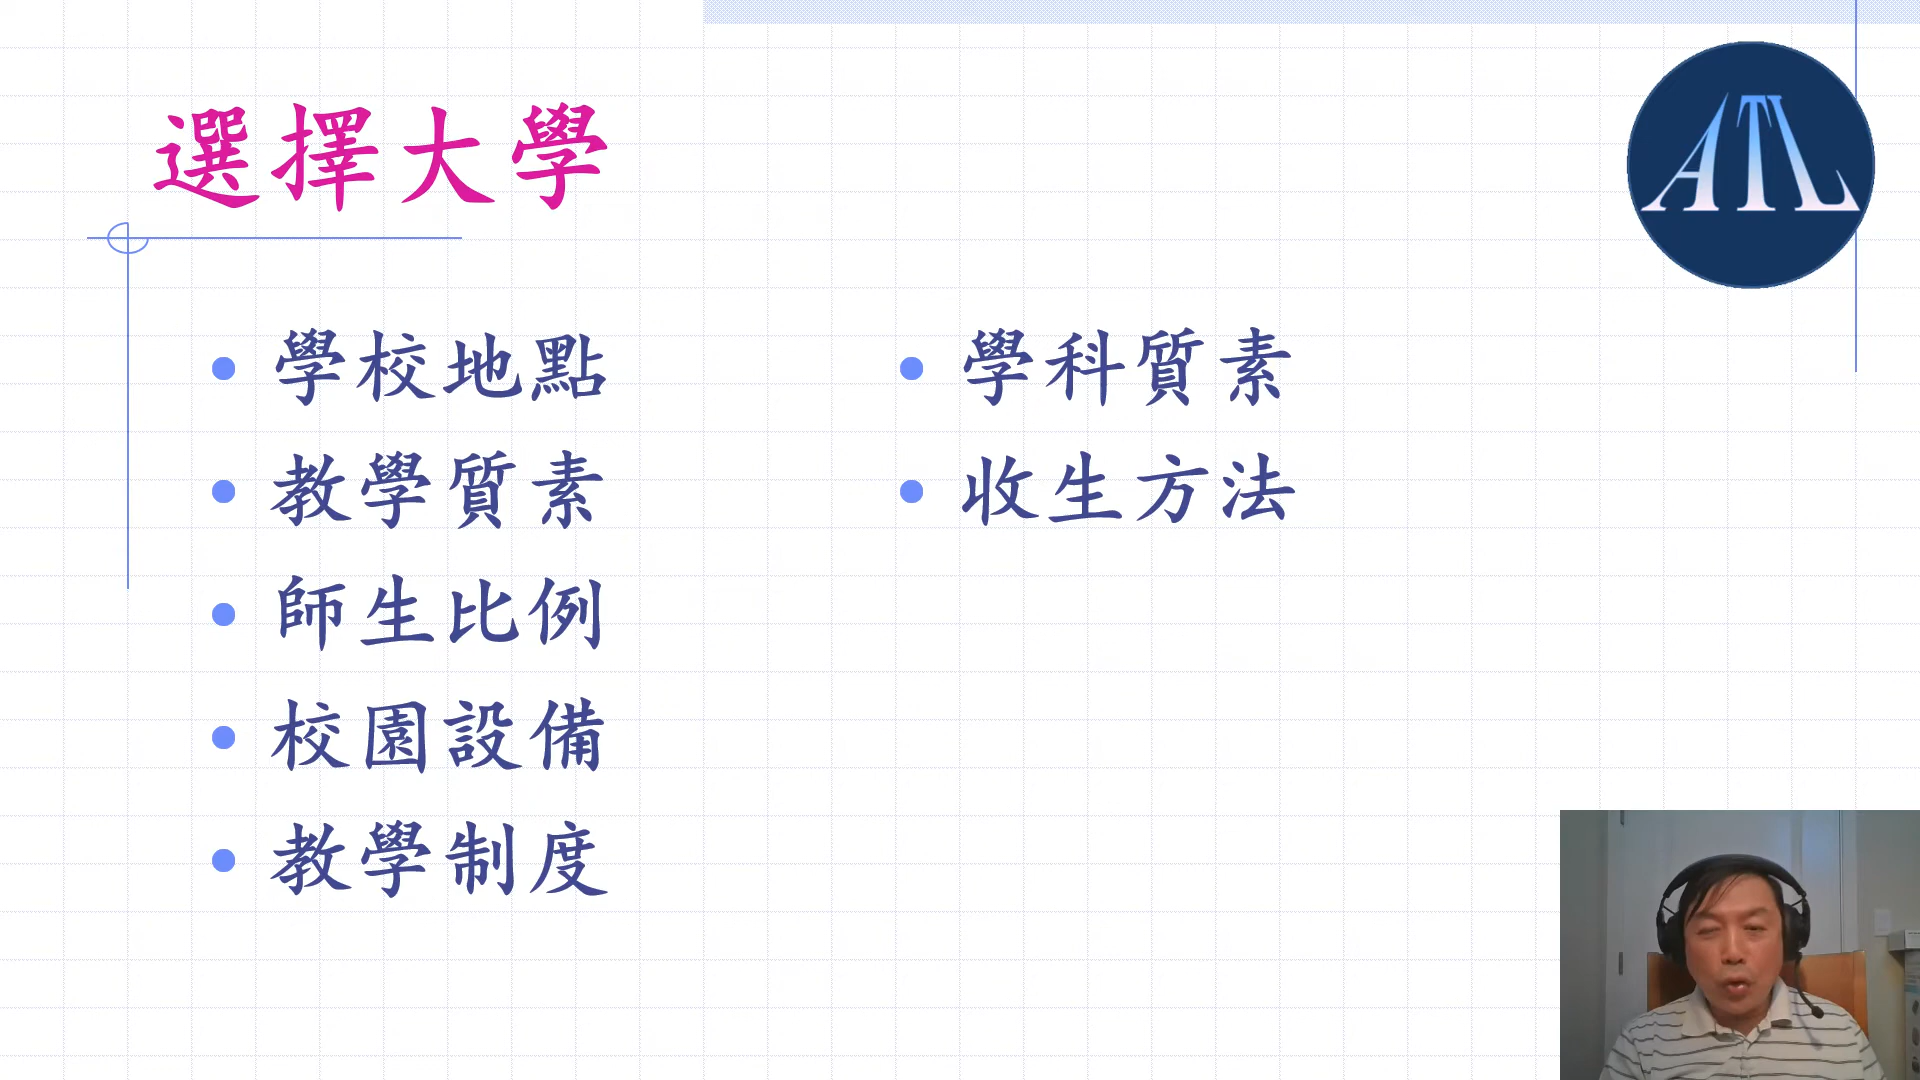 選擇大學
ATL
學校地點
教學質素
師生比例
校園設備
教學制度
學科質素
收生方法